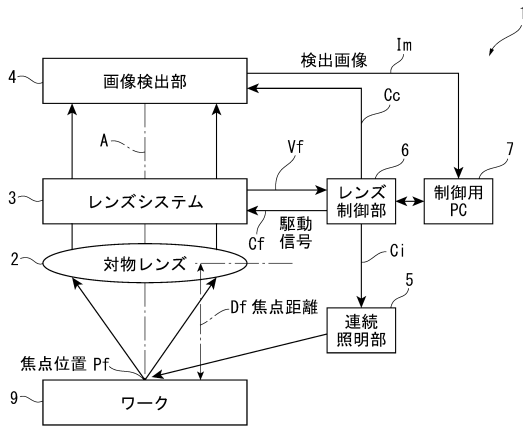 1
検出画像 Im
4 画像検出部
Cc
A
Vf
6
7
3 レンズシステム
レンズ
制御部
制御用
PC
Cf 駆動
信号
2 対物レンズ
Ci
5
Df 焦点距離
連続
照明部
焦点位置 Pf
9 ワーク